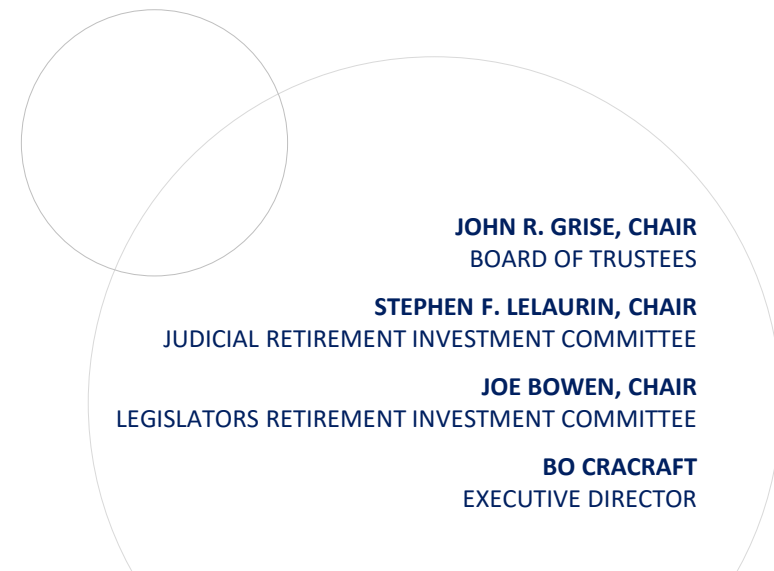 JOHN R. GRISE, CHAIR
BOARD OF TRUSTEES
STEPHEN F. LELAURIN, CHAIR
JUDICIAL RETIREMENT INVESTMENT COMMITTEE
JOE BOWEN, CHAIR
LEGISLATORS RETIREMENT INVESTMENT COMMITTEE
BO CRACRAFT
EXECUTIVE DIRECTOR